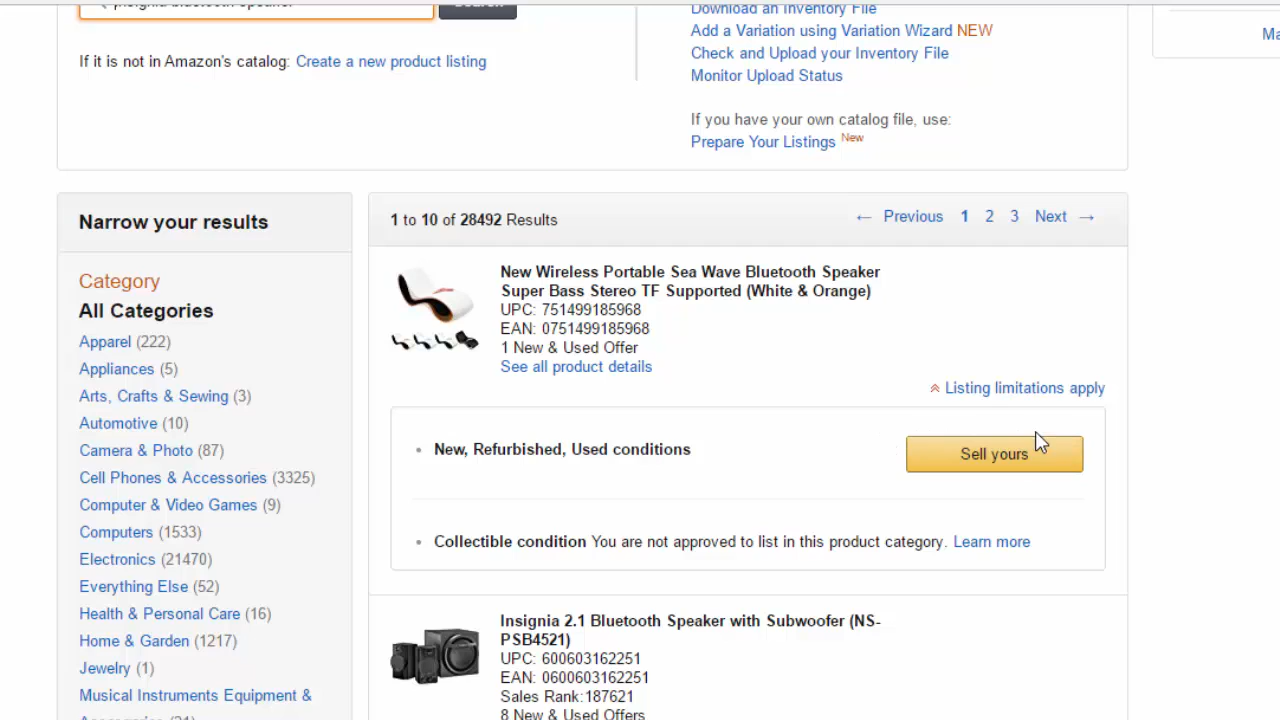 insignia bluetooth speaker
Search
If it is not in Amazon's catalog: Create a new product listing
Download an Inventory File
Add a Variation using Variation Wizard NEW
Check and Upload your Inventory File
Monitor Upload Status
If you have your own catalog file, use:
Prepare Your Listings New
Ma
Narrow your results
Category
All Categories
Apparel (222)
Appliances (5)
Arts, Crafts & Sewing (3)
Automotive (10)
Camera & Photo (87)
Cell Phones & Accessories (3325)
Computer & Video Games (9)
Computers (1533)
Electronics (21470)
Everything Else (52)
Health & Personal Care (16)
Home & Garden (1217)
Jewelry (1)
Musical Instruments Equipment &
1 to 10 of 28492 Results
← Previous 1 2 3 Next →
New Wireless Portable Sea Wave Bluetooth Speaker
Super Bass Stereo TF Supported (White & Orange)
UPC: 751499185968
EAN: 0751499185968
1 New & Used Offer
See all product details
Listing limitations apply
New, Refurbished, Used conditions
Sell yours
Collectible condition You are not approved to list in this product category. Learn more
Insignia 2.1 Bluetooth Speaker with Subwoofer (NS-
PSB4521)
UPC: 600603162251
EAN: 0600603162251
Sales Rank:187621
8 New & Used Offers